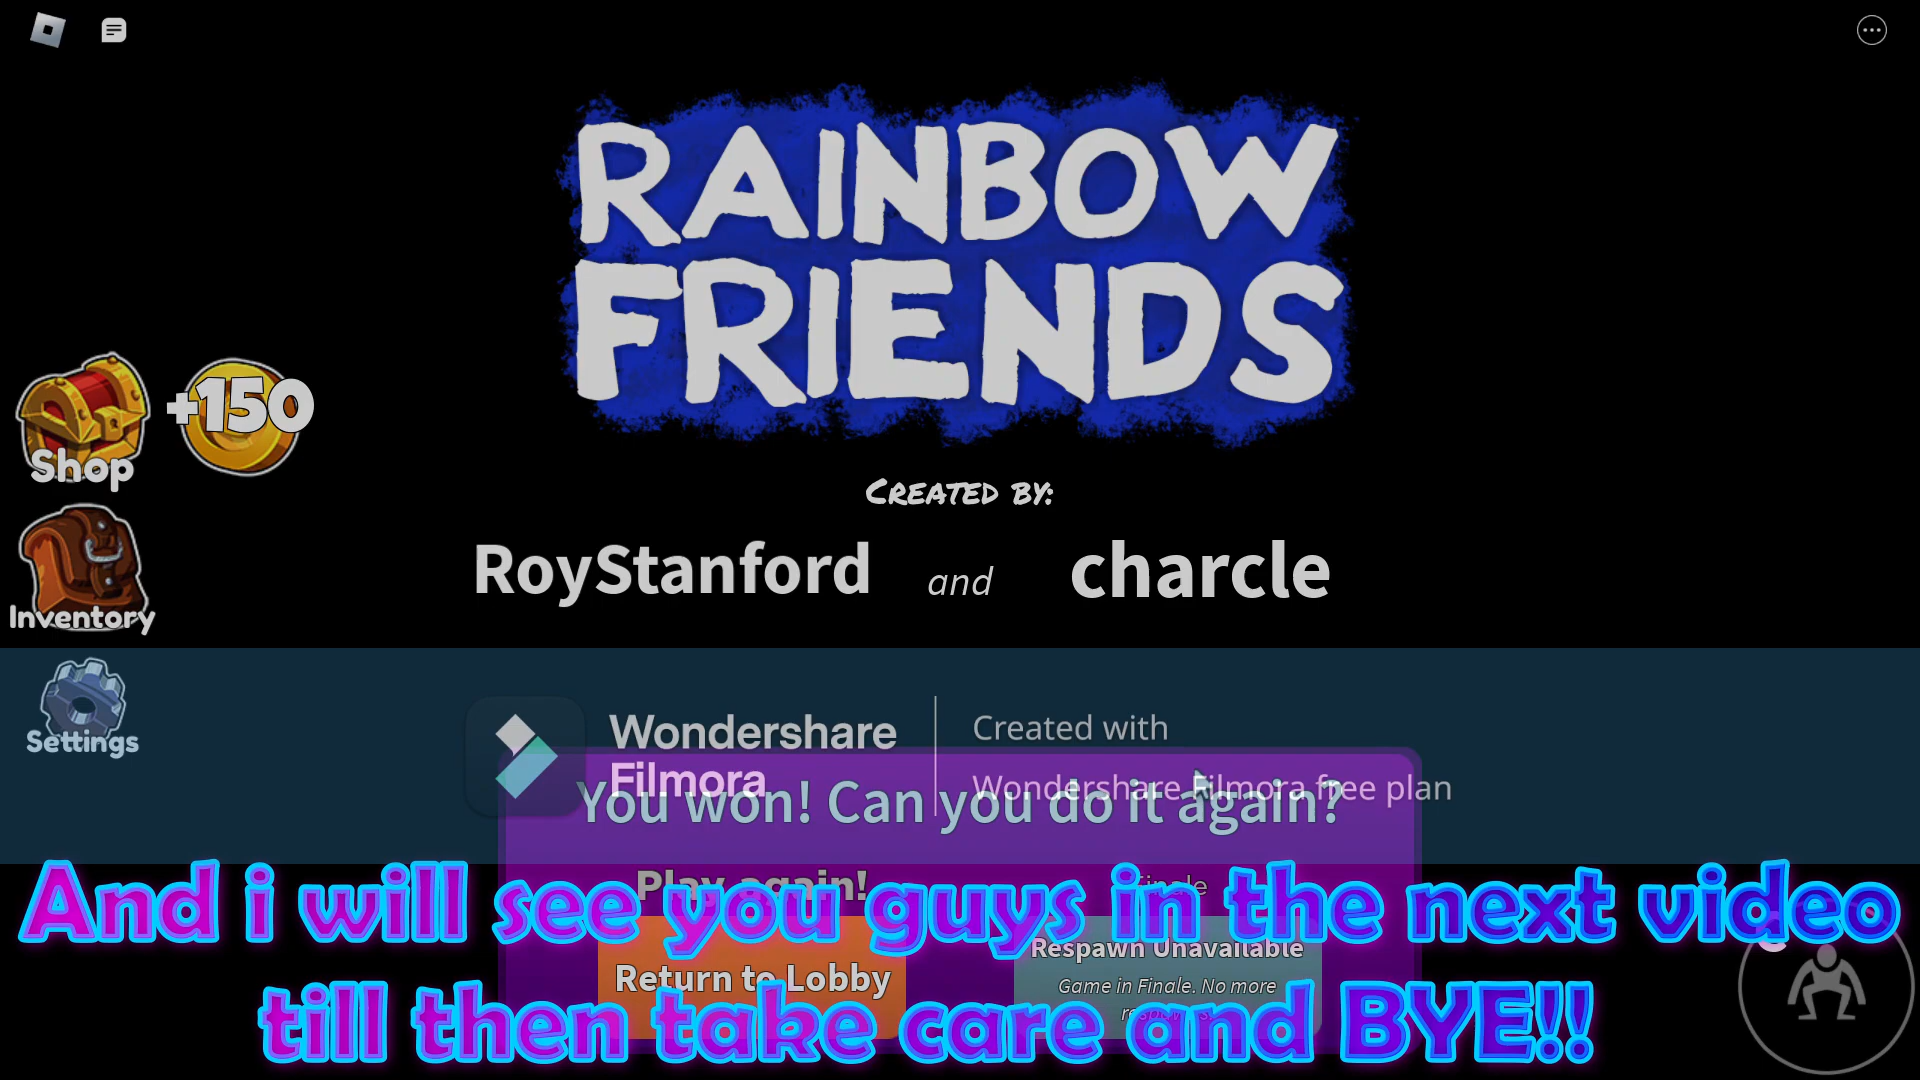 RAINBOW
FRIENDS
CREATED BY:
RoyStanford and charcle
+150
Shop
Inventory
Settings
Wondershare
Filmora
Created with
Wondershare Filmora free plan
You won! Can you do it again?
Play again!
Finale
Return to Lobby
Respawn Unavailable
Game in Finale. No more
respawns.
And i will see you guys in the next video
till then take care and BYE!!